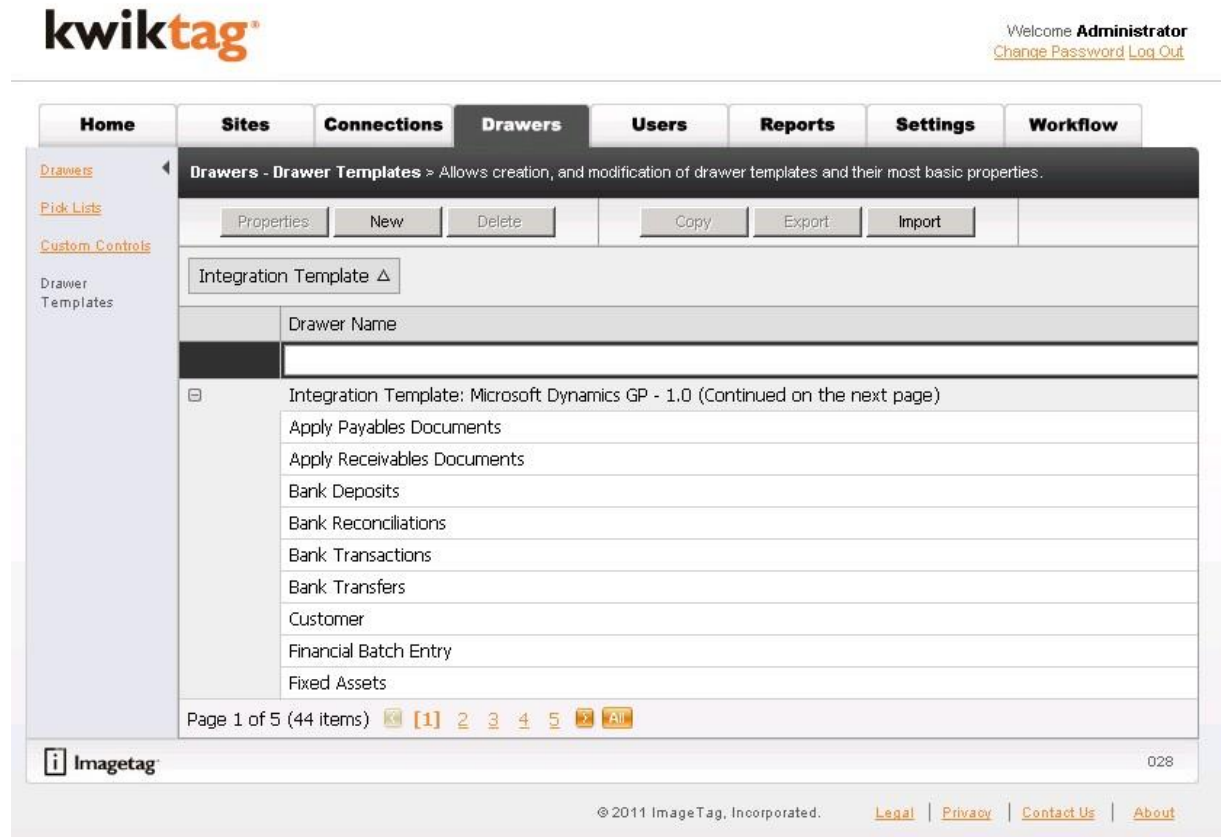 kwiktag®
Welcome Administrator
Change Password Log Out
Home Sites Connections Drawers Users Reports Settings Workflow
Drawers
Pick Lists
Custom Controls
Drawer
Templates
Drawers - Drawer Templates > Allows creation, and modification of drawer templates and their most basic properties.
Properties New Delete Copy Export Import
Integration Template
Drawer Name
Integration Template: Microsoft Dynamics GP - 1.0 (Continued on the next page)
Apply Payables Documents
Apply Receivables Documents
Bank Deposits
Bank Reconciliations
Bank Transactions
Bank Transfers
Customer
Financial Batch Entry
Fixed Assets
Page 1 of 5 (44 items) [1] 2 3 4 5 All
i Imagetag
028
© 2011 ImageTag, Incorporated. Legal | Privacy | Contact Us | About